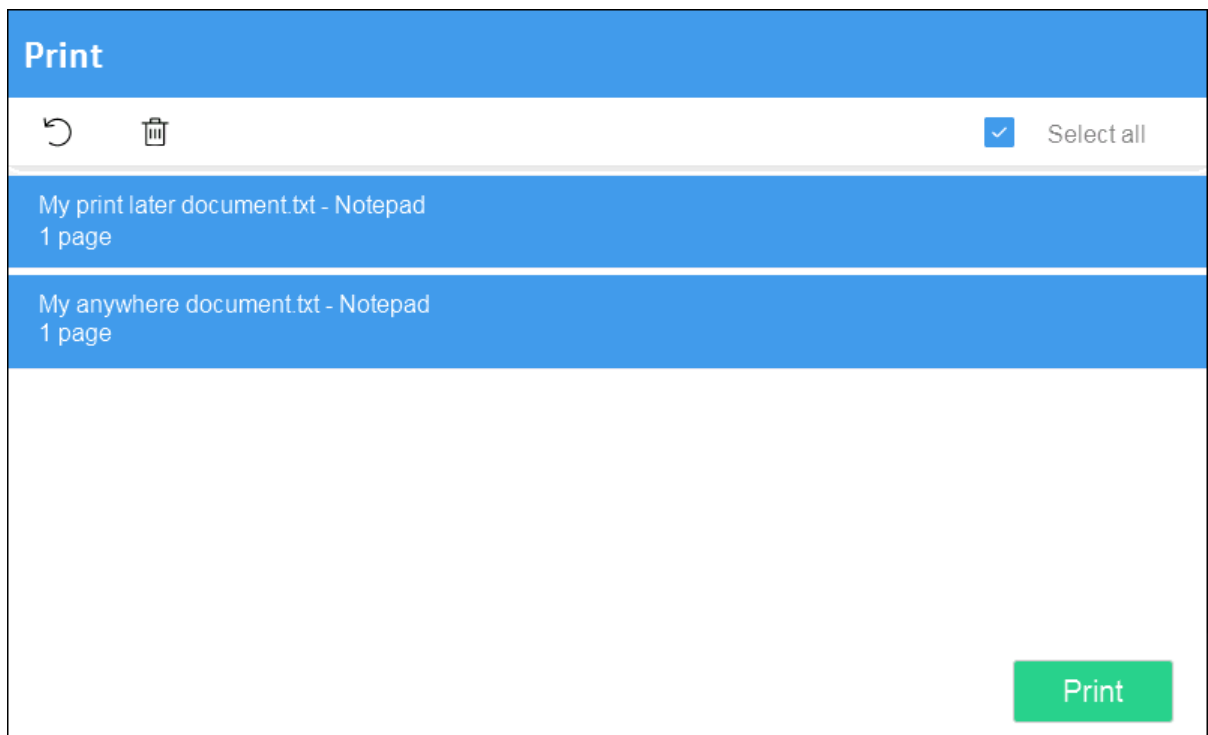 Print
Select all
My print later document.txt - Notepad
1 page
My anywhere document.txt - Notepad
1 page
Print